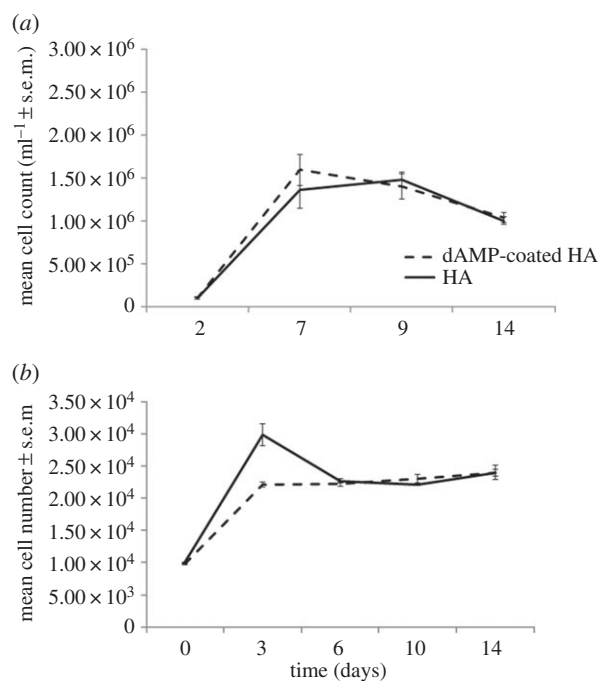 (a)
mean cell count (ml⁻¹ ± s.e.m.)
3.00 × 10⁶
2.50 × 10⁶
2.00 × 10⁶
1.50 × 10⁶
1.00 × 10⁶
5.00 × 10⁵
0
2 7 9 14
dAMP-coated HA
HA
(b)
mean cell number ± s.e.m
3.50 × 10⁴
3.00 × 10⁴
2.50 × 10⁴
2.00 × 10⁴
1.50 × 10⁴
1.00 × 10⁴
5.00 × 10³
0
0 3 6 10 14
time (days)